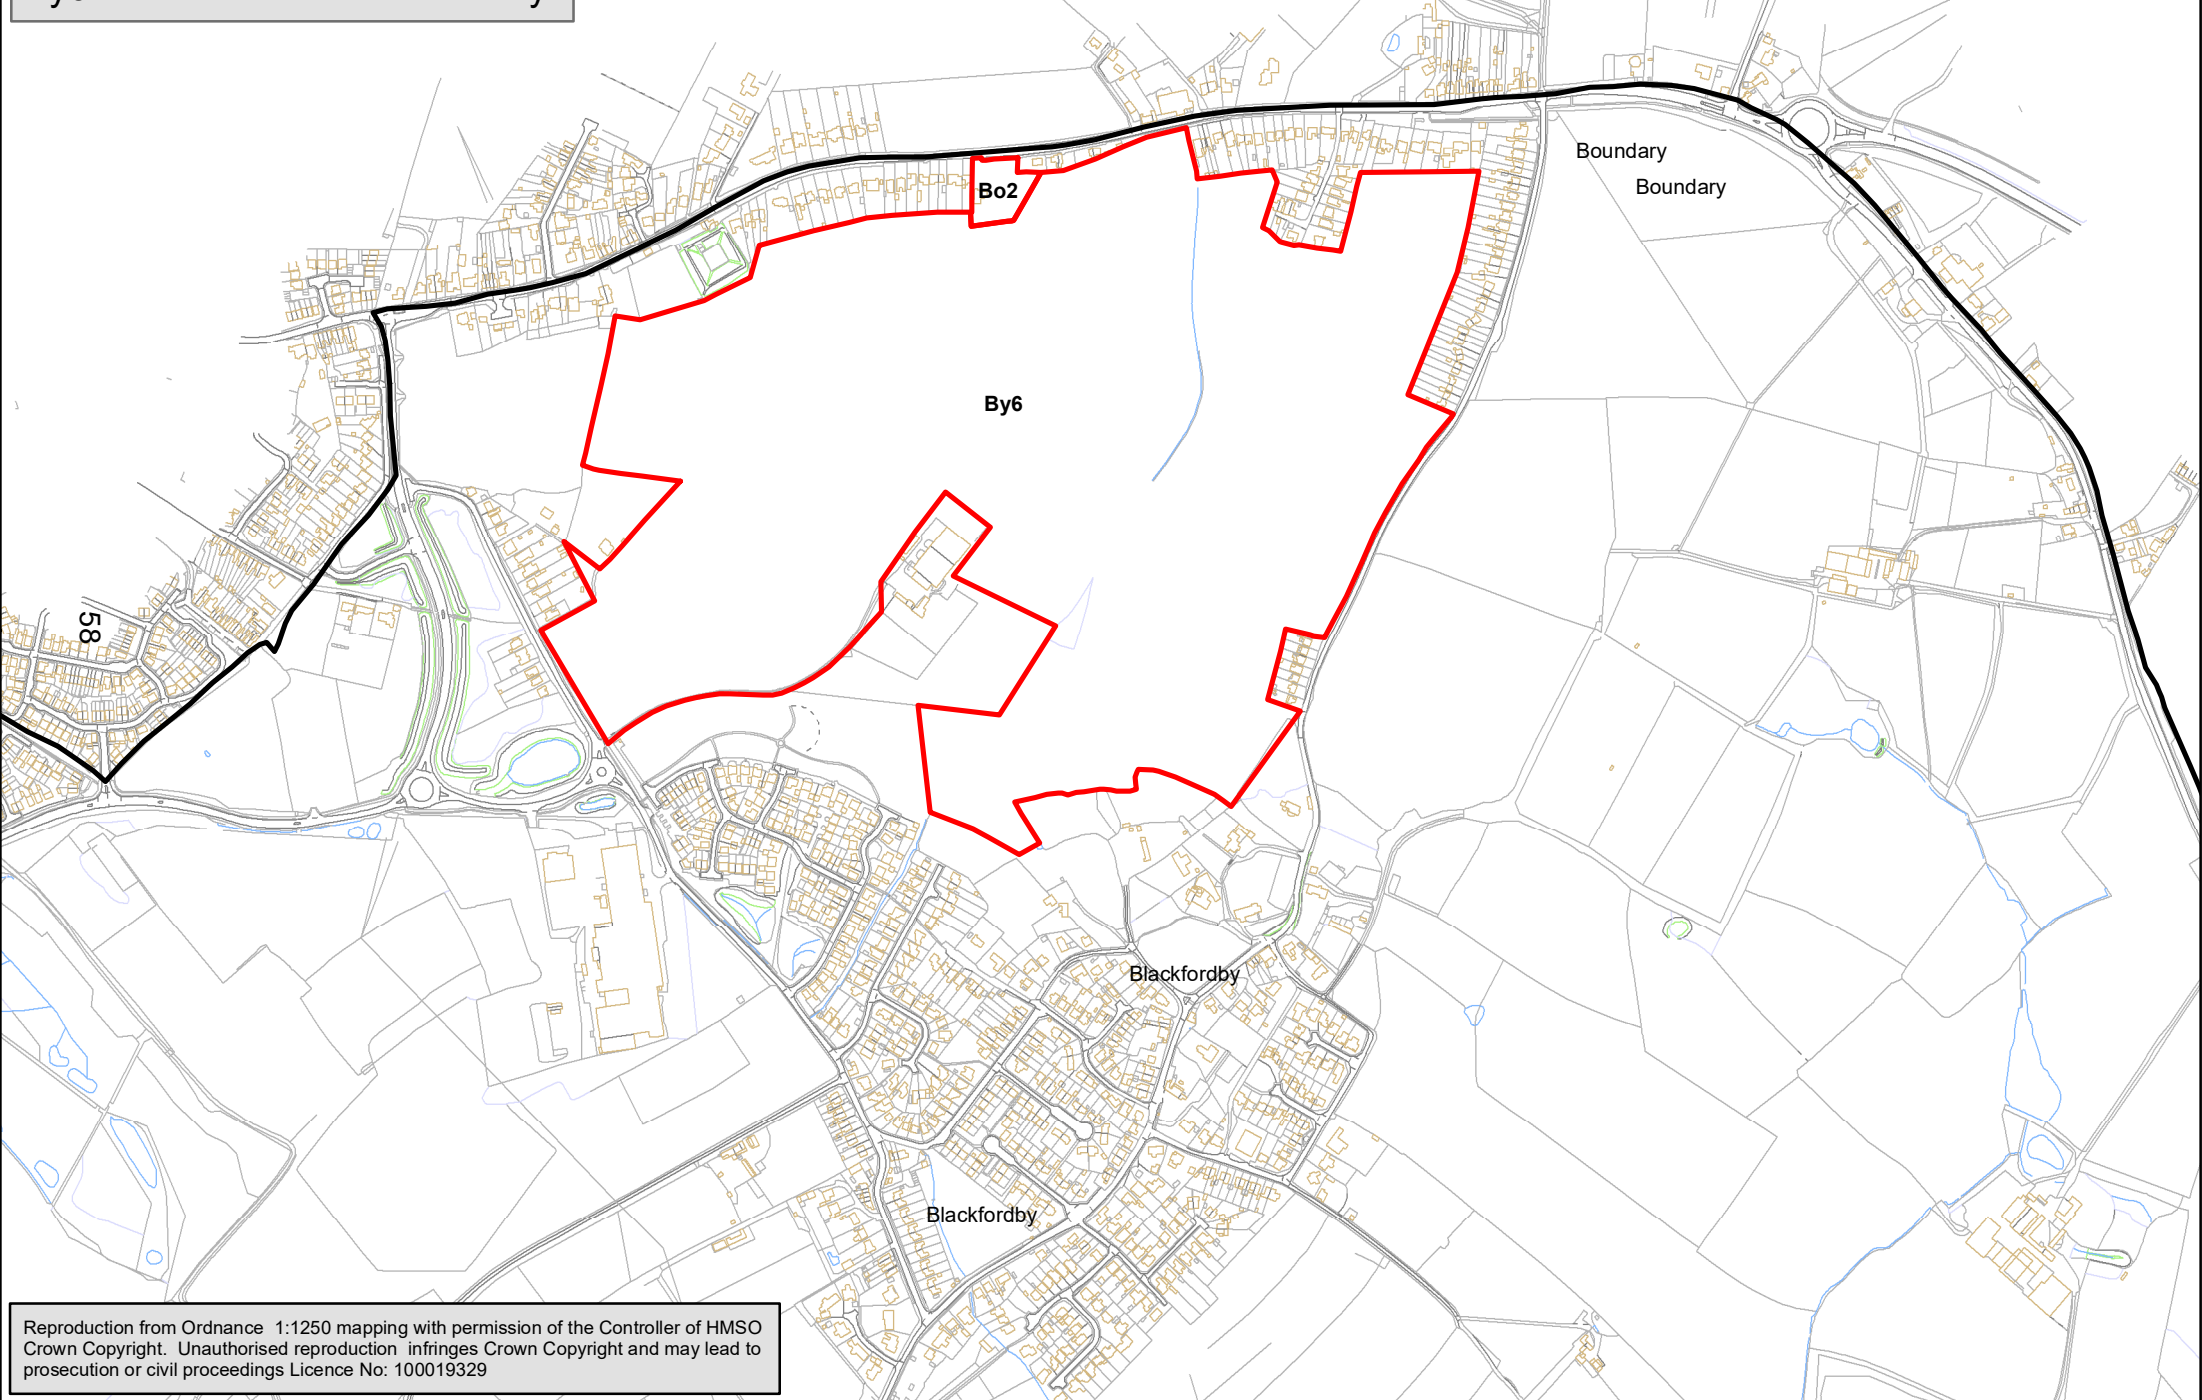 Boundary
Boundary
Bo2
By6
58
Blackfordby
Blackfordby
Reproduction from Ordnance 1:1250 mapping with permission of the Controller of HMSO
Crown Copyright. Unauthorised reproduction infringes Crown Copyright and may lead to
prosecution or civil proceedings Licence No: 100019329